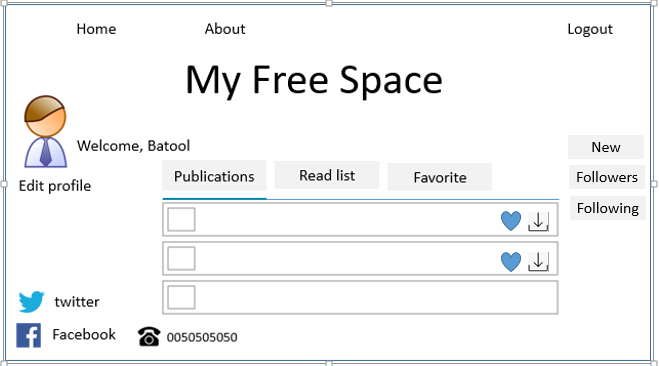 Home About Logout
My Free Space
Welcome, Batool
Edit profile
Publications Read list Favorite
New
Followers
Following
twitter
Facebook 0050505050